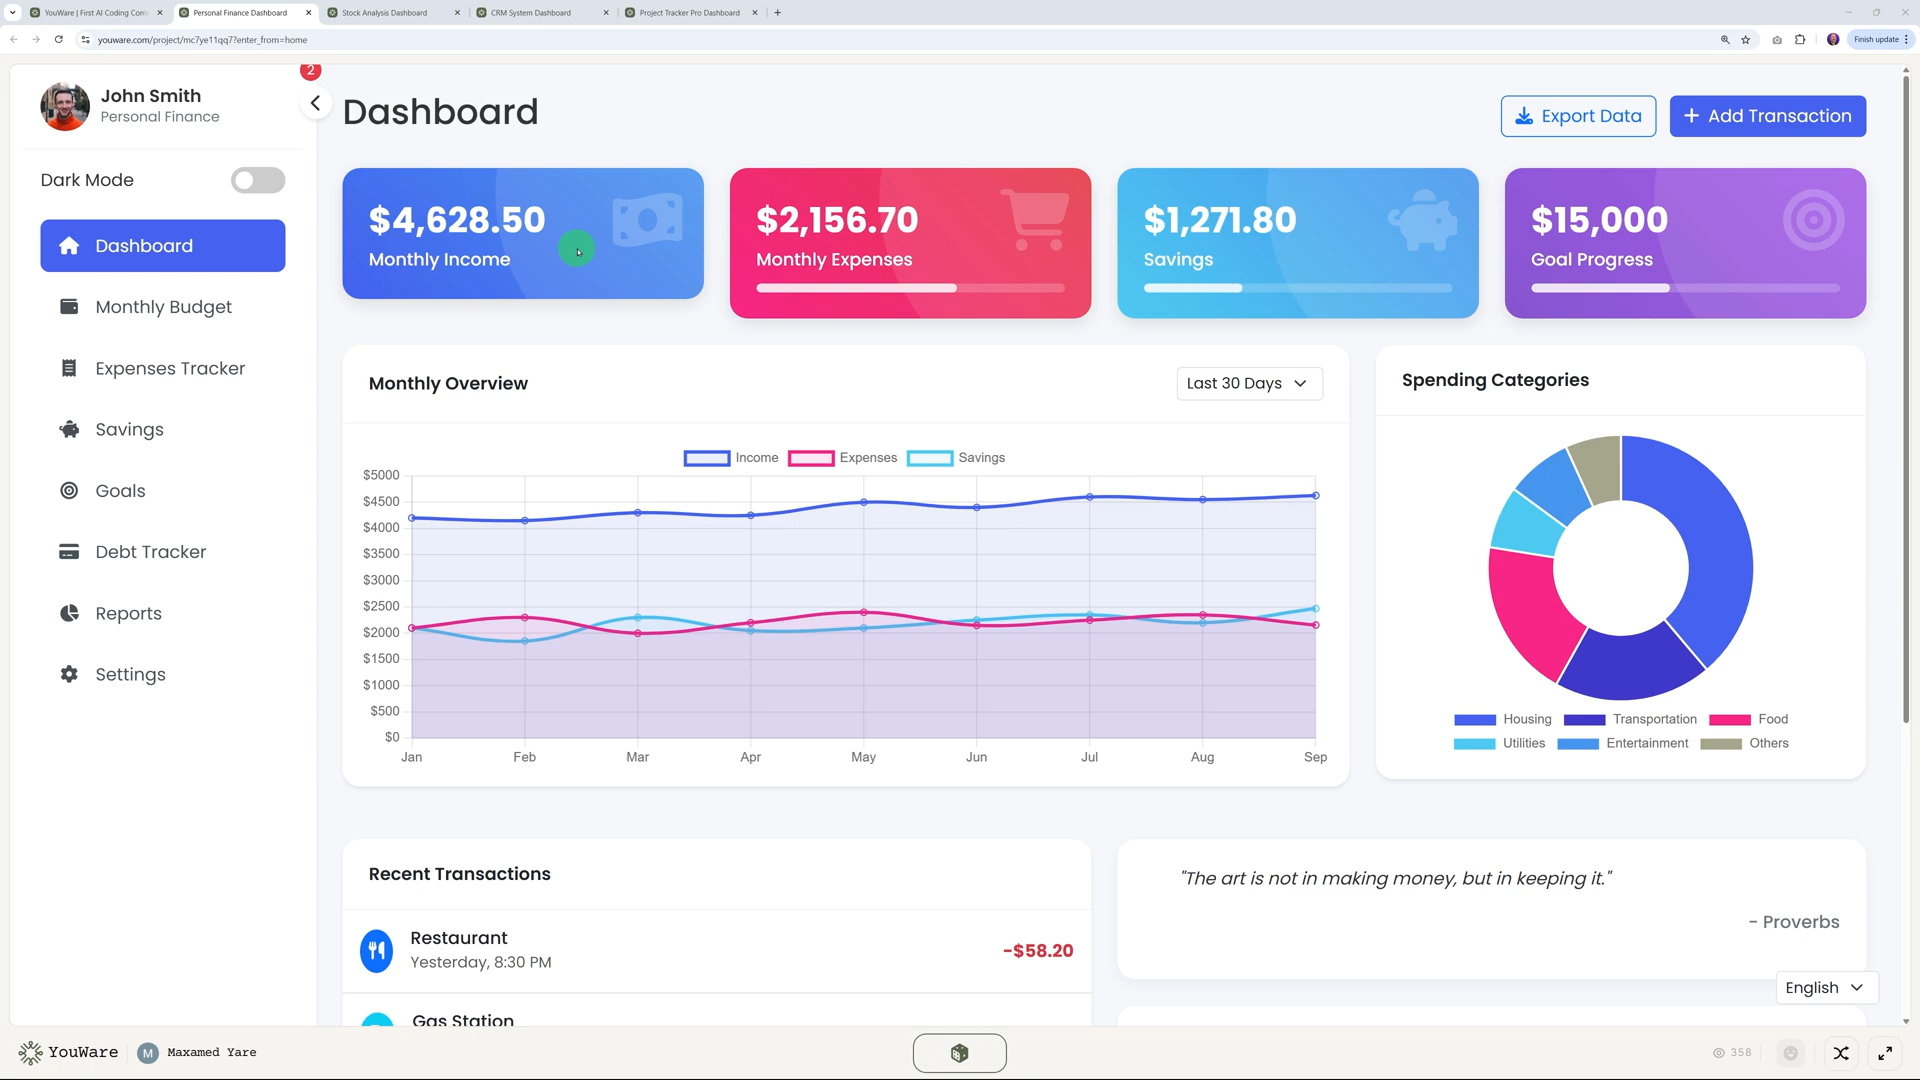 YouWare | First AI Coding Com
Personal Finance Dashboard
Stock Analysis Dashboard
CRM System Dashboard
Project Tracker Pro Dashboard
youware.com/project/mc7ye11qq7?enter_from=home
Finish update
2
John Smith
Personal Finance
Dark Mode
Dashboard
Monthly Budget
Expenses Tracker
Savings
Goals
Debt Tracker
Reports
Settings
Dashboard
Export Data
+ Add Transaction
$4,628.50
Monthly Income
$2,156.70
Monthly Expenses
$1,271.80
Savings
$15,000
Goal Progress
Monthly Overview
Last 30 Days
Income Expenses Savings
$5000
$4500
$4000
$3500
$3000
$2500
$2000
$1500
$1000
$500
$0
Jan Feb Mar Apr May Jun Jul Aug Sep
Spending Categories
Housing Transportation Food
Utilities Entertainment Others
Recent Transactions
Restaurant
Yesterday, 8:30 PM
-$58.20
Gas Station
"The art is not in making money, but in keeping it."
- Proverbs
English
YouWare
M
Maxamed Yare
358